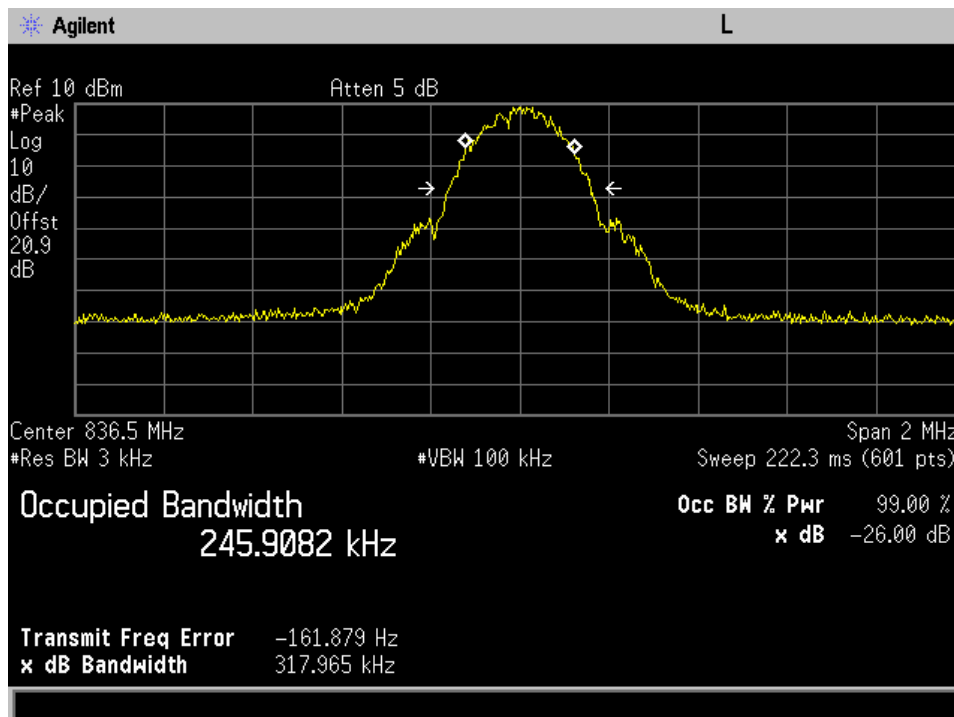 Agilent L
Ref 10 dBm Atten 5 dB
#Peak
Log
10
dB/
Offst
20.9
dB
Center 836.5 MHz Span 2 MHz
#Res BW 3 kHz #VBW 100 kHz Sweep 222.3 ms (601 pts)
Occupied Bandwidth Occ BW % Pwr 99.00 %
245.9082 kHz x dB -26.00 dB
Transmit Freq Error -161.879 Hz
x dB Bandwidth 317.965 kHz